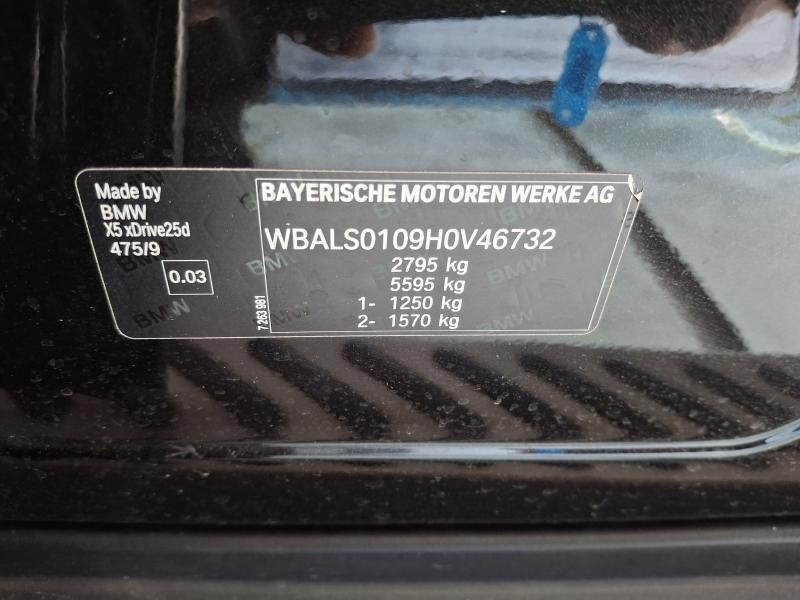 Made by
BMW
X5 xDrive25d
475/9
0.03
BAYERISCHE MOTOREN WERKE AG
WBALS0109H0V46732
2795 kg
5595 kg
1- 1250 kg
2- 1570 kg
7 263 981